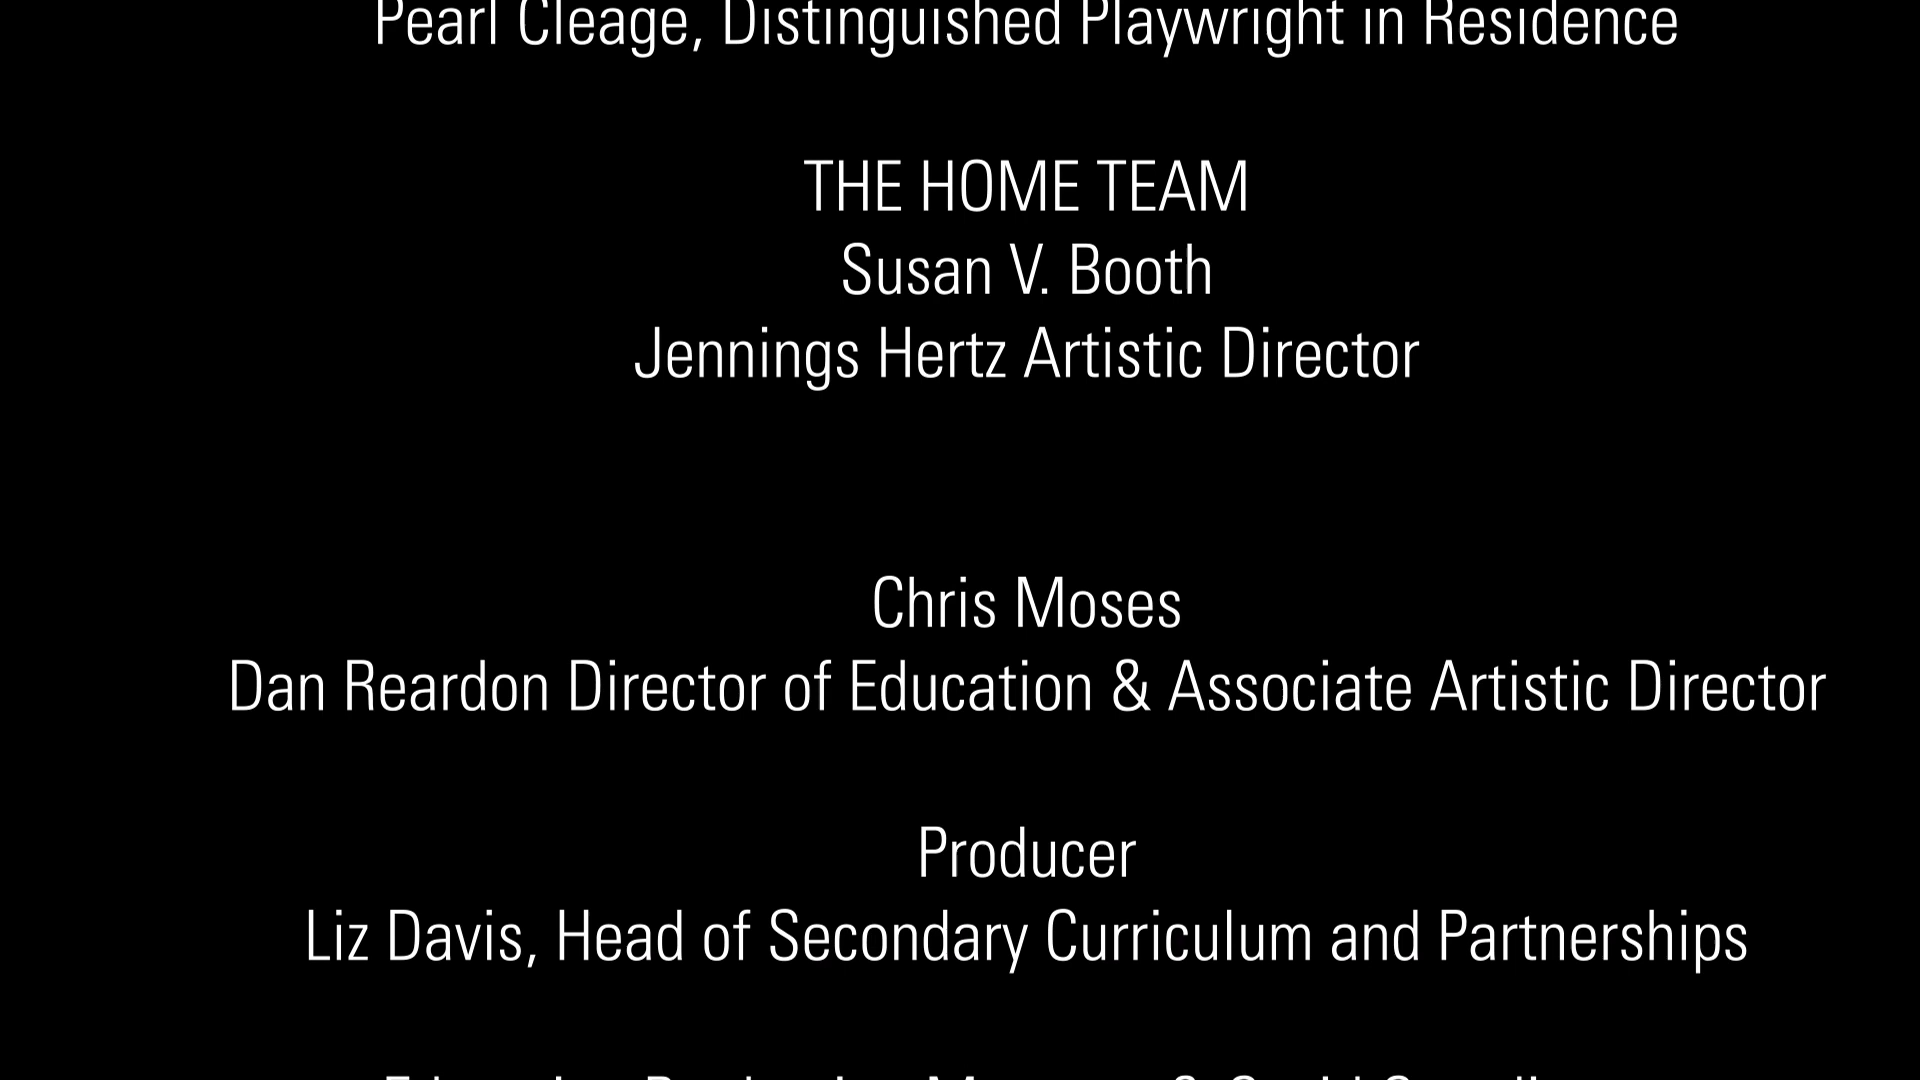 Pearl Cleage, Distinguished Playwright in Residence
THE HOME TEAM
Susan V. Booth
Jennings Hertz Artistic Director
Chris Moses
Dan Reardon Director of Education & Associate Artistic Director
Producer
Liz Davis, Head of Secondary Curriculum and Partnerships